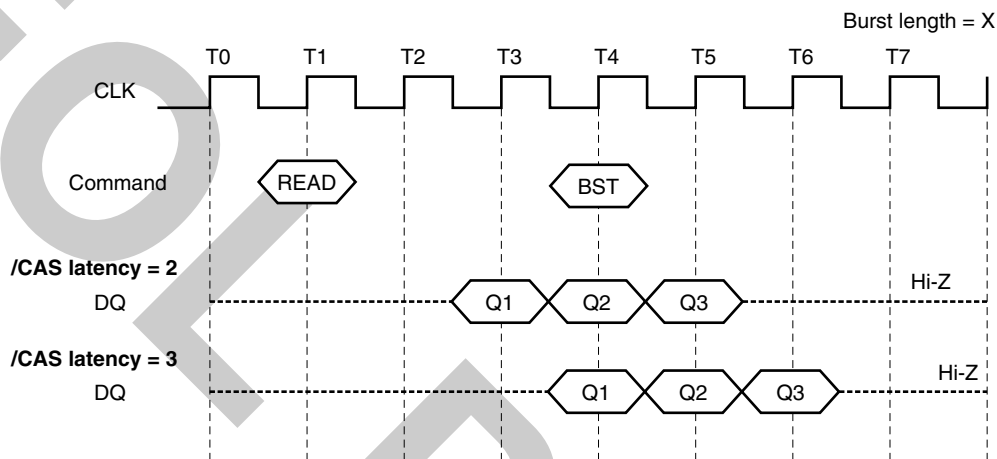 Burst length = X
T0 T1 T2 T3 T4 T5 T6 T7
CLK
Command READ BST
/CAS latency = 2
Hi-Z
DQ Q1 Q2 Q3
/CAS latency = 3
Hi-Z
DQ Q1 Q2 Q3